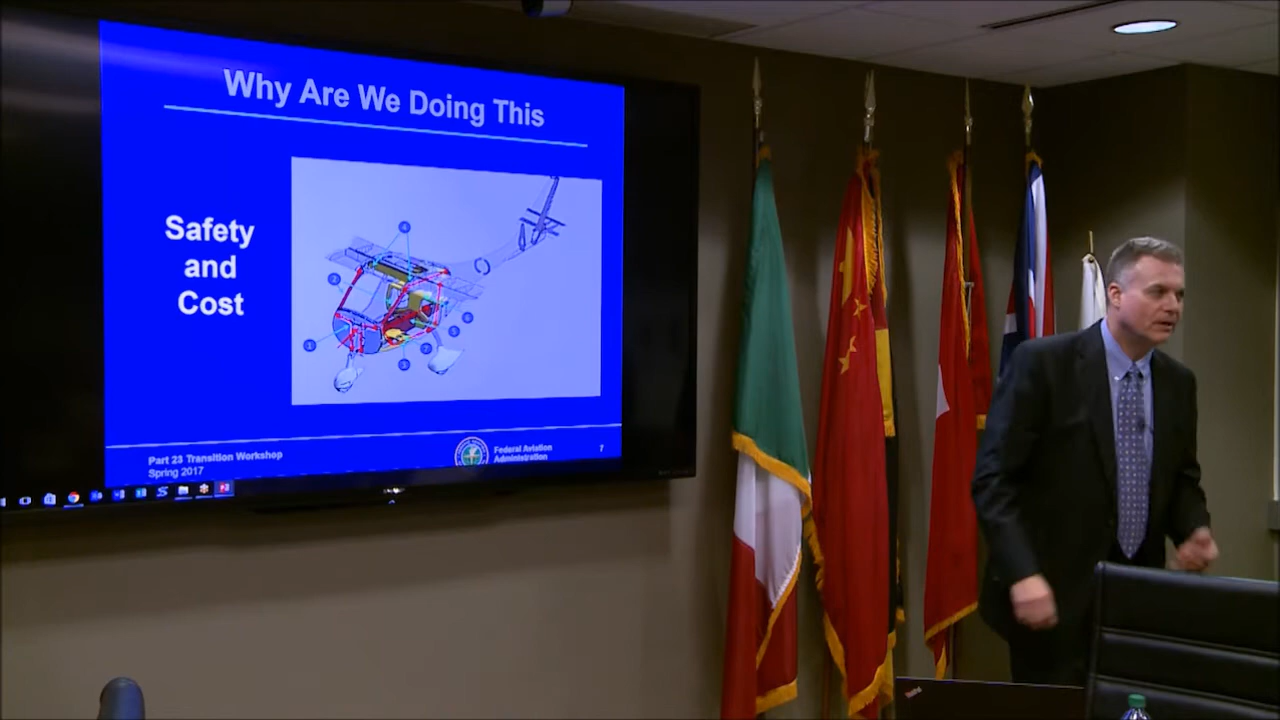 Why Are We Doing This
Safety
and
Cost
Part 23 Transition Workshop
Spring 2017
Federal Aviation
Administration
7